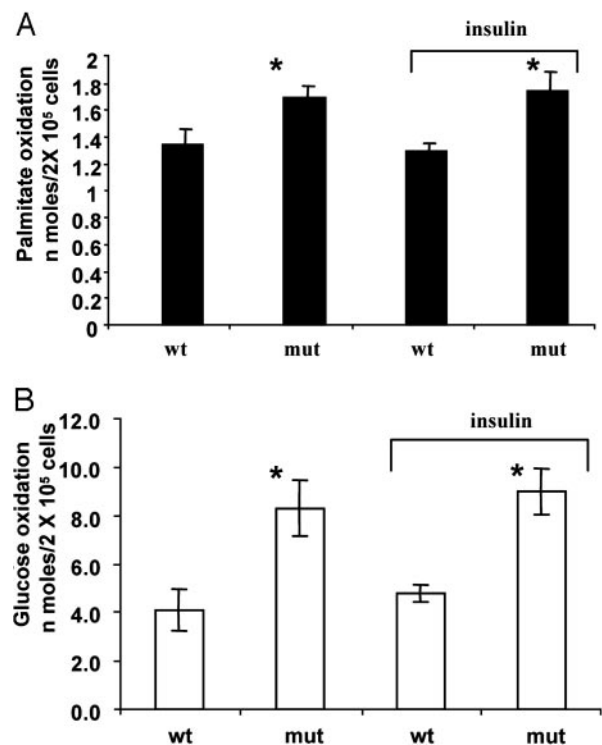 A
insulin
Palmitate oxidation
n moles/2X 10⁵ cells
2
1.8
1.6
1.4
1.2
1
0.8
0.6
0.4
0.2
0
* *
wt mut wt mut
B
insulin
Glucose oxidation
n moles/2 X 10⁵ cells
12.0
10.0
8.0
6.0
4.0
2.0
0.0
* *
wt mut wt mut